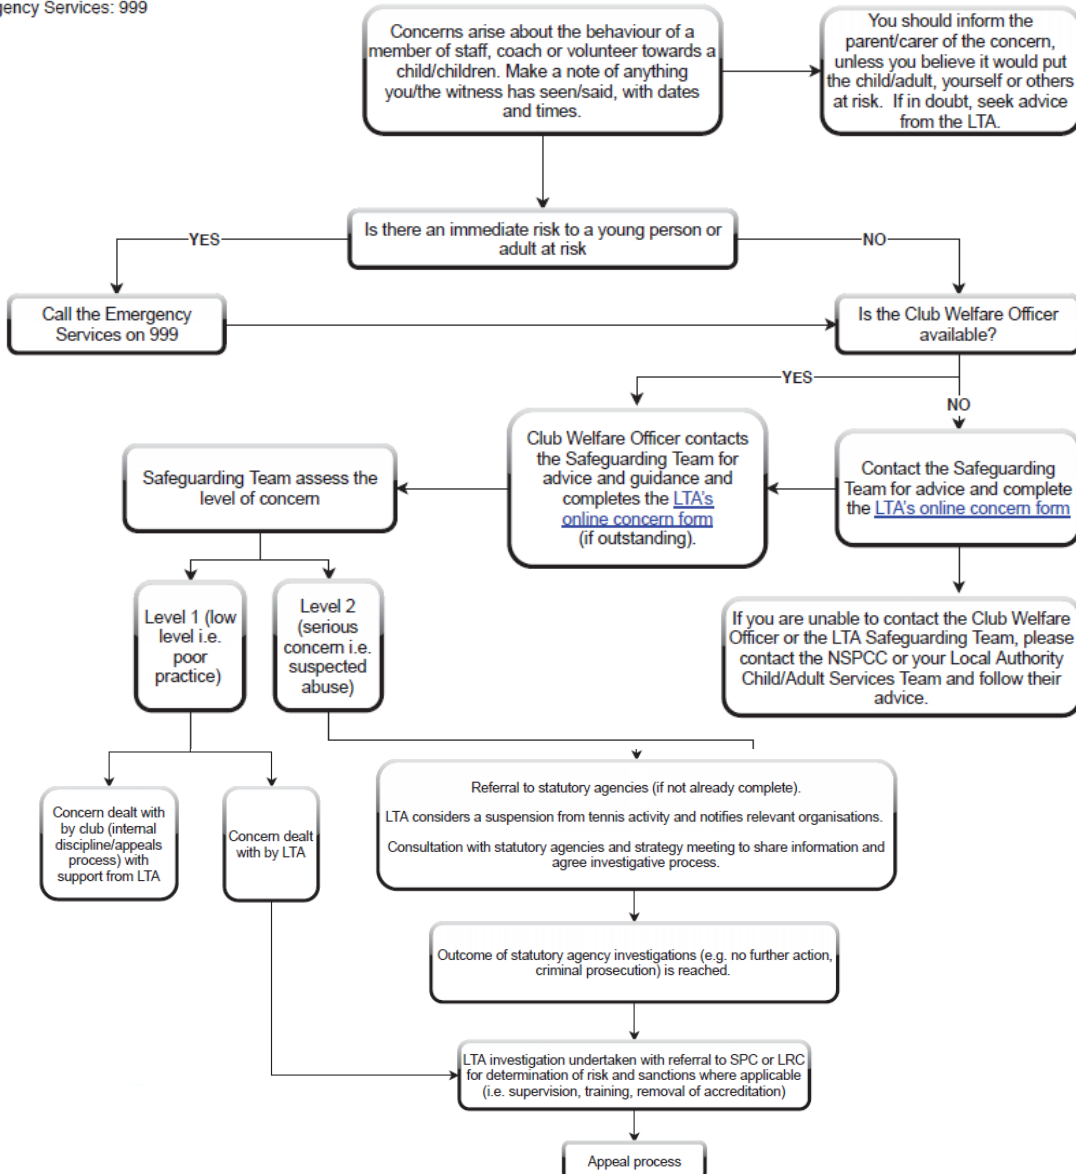 gency Services: 999
Concerns arise about the behaviour of a
member of staff, coach or volunteer towards a
child/children. Make a note of anything
you/the witness has seen/said, with dates
and times.
You should inform the
parent/carer of the concern,
unless you believe it would put
the child/adult, yourself or others
at risk. If in doubt, seek advice
from the LTA.
Is there an immediate risk to a young person or
adult at risk
YES
NO
Call the Emergency
Services on 999
Is the Club Welfare Officer
available?
YES
NO
Club Welfare Officer contacts
the Safeguarding Team for
advice and guidance and
completes the LTA's
online concern form
(if outstanding).
Contact the Safeguarding
Team for advice and complete
the LTA's online concern form
Safeguarding Team assess the
level of concern
Level 1 (low
level i.e.
poor
practice)
Level 2
(serious
concern i.e.
suspected
abuse)
If you are unable to contact the Club Welfare
Officer or the LTA Safeguarding Team, please
contact the NSPCC or your Local Authority
Child/Adult Services Team and follow their
advice.
Concern dealt with
by club (internal
discipline/appeals
process) with
support from LTA
Concern dealt
with by LTA
Referral to statutory agencies (if not already complete).
LTA considers a suspension from tennis activity and notifies relevant organisations.
Consultation with statutory agencies and strategy meeting to share information and
agree investigative process.
Outcome of statutory agency investigations (e.g. no further action,
criminal prosecution) is reached.
LTA investigation undertaken with referral to SPC or LRC
for determination of risk and sanctions where applicable
(i.e. supervision, training, removal of accreditation)
Appeal process